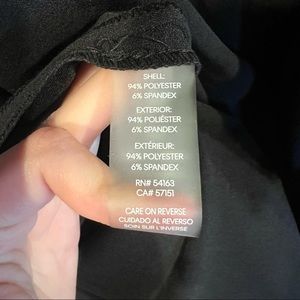 SHELL:
94% POLYESTER
6% SPANDEX
EXTERIOR:
94% POLIÉSTER
6% SPANDEX
EXTÉRIEUR:
94% POLYESTER
6% SPANDEX
RN# 54163
CA# 57151
CARE ON REVERSE
CUIDADO AL REVERSO
SOIN SUR L'INVERSE